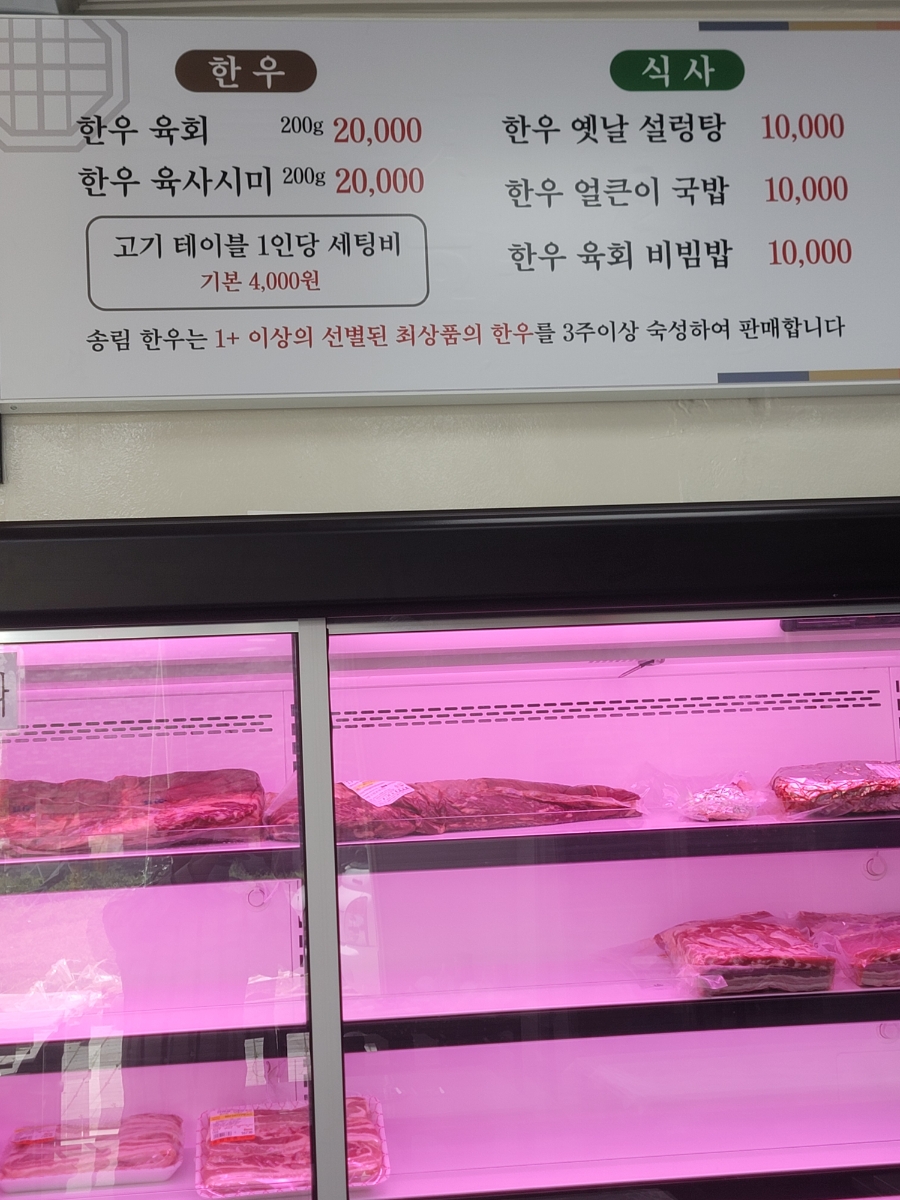 한우
한우 육회 200g 20,000
한우 육사시미 200g 20,000
고기 테이블 1인당 세팅비
기본 4,000원
식사
한우 옛날 설렁탕 10,000
한우 얼큰이 국밥 10,000
한우 육회 비빔밥 10,000
송림 한우는 1+ 이상의 선별된 최상품의 한우를 3주이상 숙성하여 판매합니다